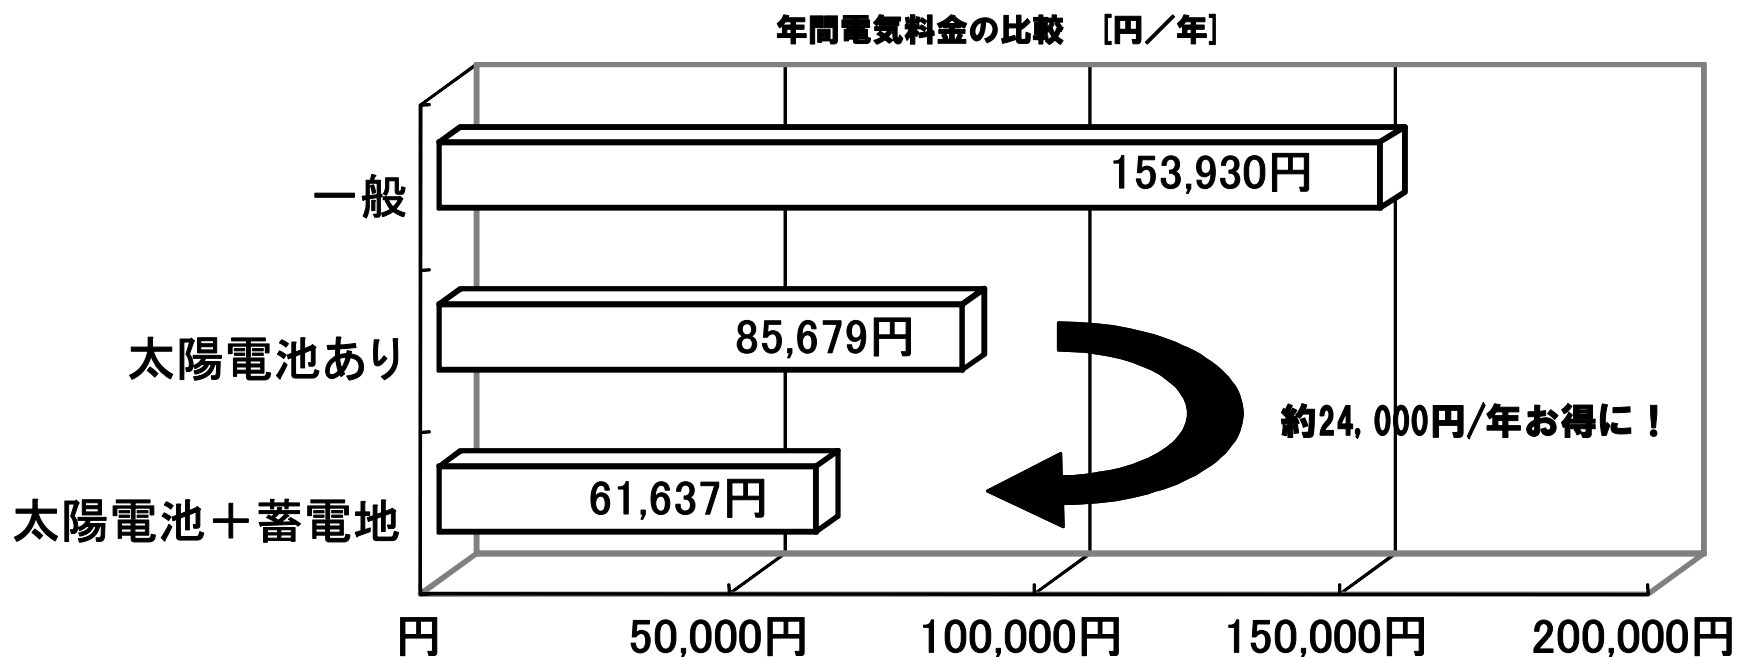 年間電気料金の比較　[円／年]
一般
153,930円
太陽電池あり
85,679円
約24,000円/年お得に！
太陽電池＋蓄電地
61,637円
円
50,000円
100,000円
150,000円
200,000円